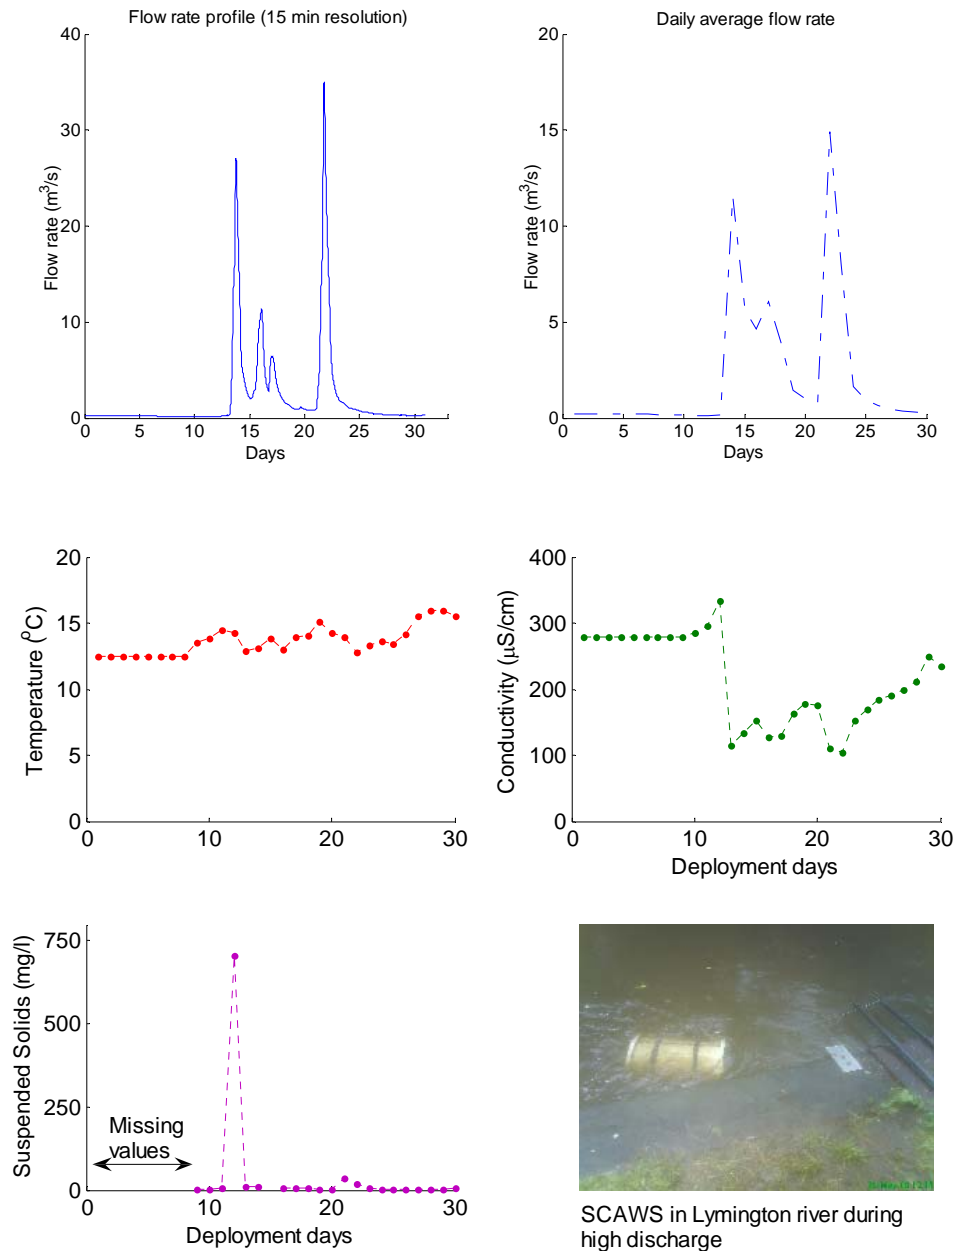 Flow rate profile (15 min resolution)
40
30
20
10
0
Flow rate (m³/s)
0 5 10 15 20 25 30
Days
Daily average flow rate
20
15
10
5
0
Flow rate (m³/s)
0 5 10 15 20 25 30
Days
20
15
10
5
0
Temperature (⁰C)
0 10 20 30
400
300
200
100
0
Conductivity (µS/cm)
0 10 20 30
Deployment days
750
500
250
0
Suspended Solids (mg/l)
Missing
values
0 10 20 30
Deployment days
SCAWS in Lymington river during
high discharge